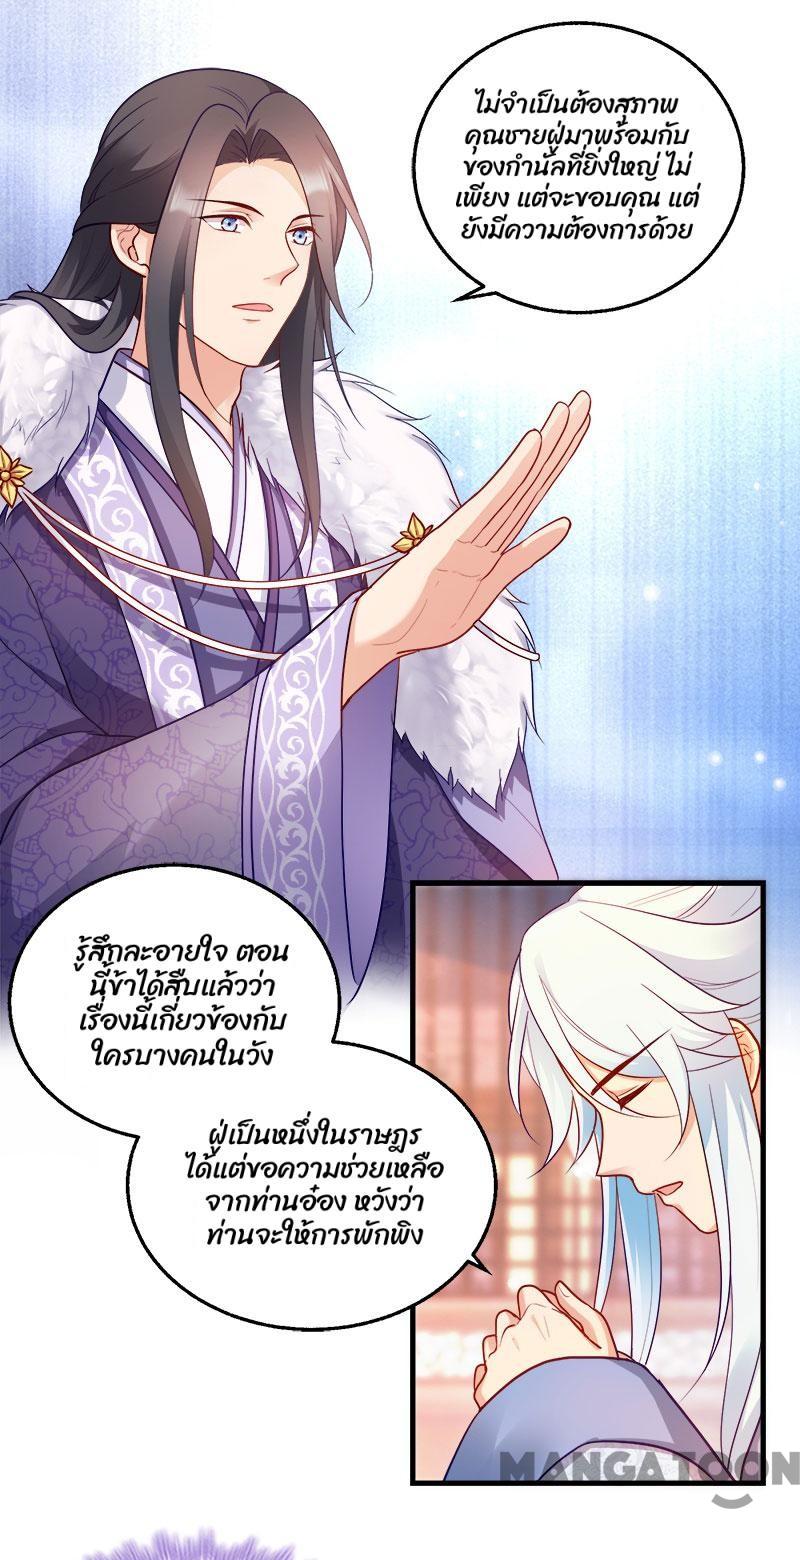 ไม่จำเป็นต้องสุภาพ
คุณชายฝู่มาพร้อมกับ
ของกำนัลที่ยิ่งใหญ่ ไม่
เพียง แต่จะขอบคุณ แต่
ยังมีความต้องการด้วย
รู้สึกละอายใจ ตอน
นี้ข้าได้สืบแล้วว่า
เรื่องนี้เกี่ยวข้องกับ
ใครบางคนในวัง
ฝู่เป็นหนึ่งในราษฎร
ได้แต่ขอความช่วยเหลือ
จากท่านอ๋อง หวังว่า
ท่านจะให้การพักพิง
MANGATOON